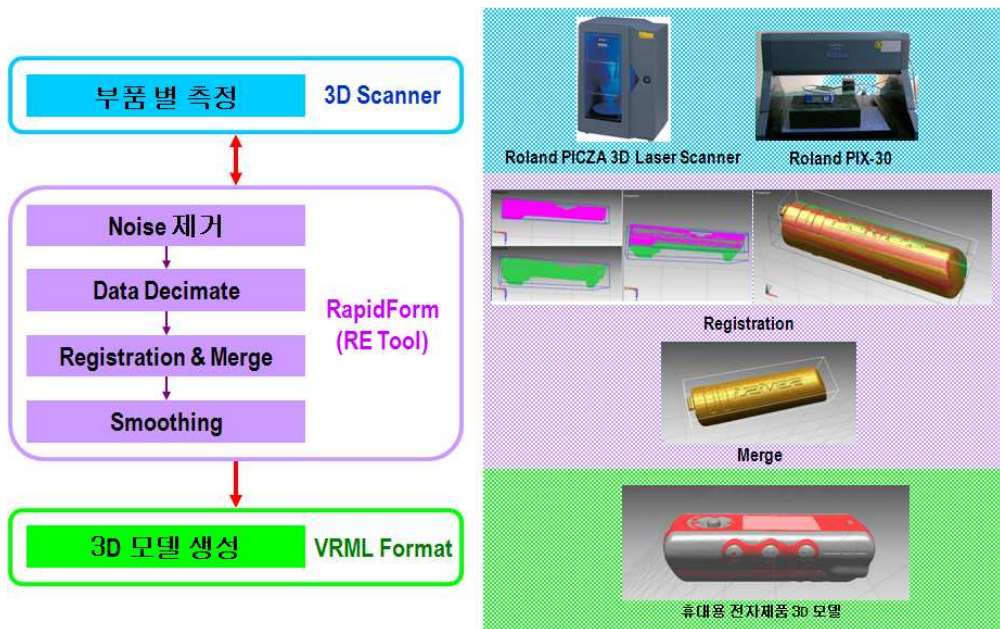 부품 별 측정
3D Scanner
Noise 제거
Data Decimate
Registration & Merge
Smoothing
RapidForm
(RE Tool)
3D 모델 생성
VRML Format
Roland PICZA 3D Laser Scanner
Roland PIX-30
Registration
Merge
휴대용 전자제품 3D 모델